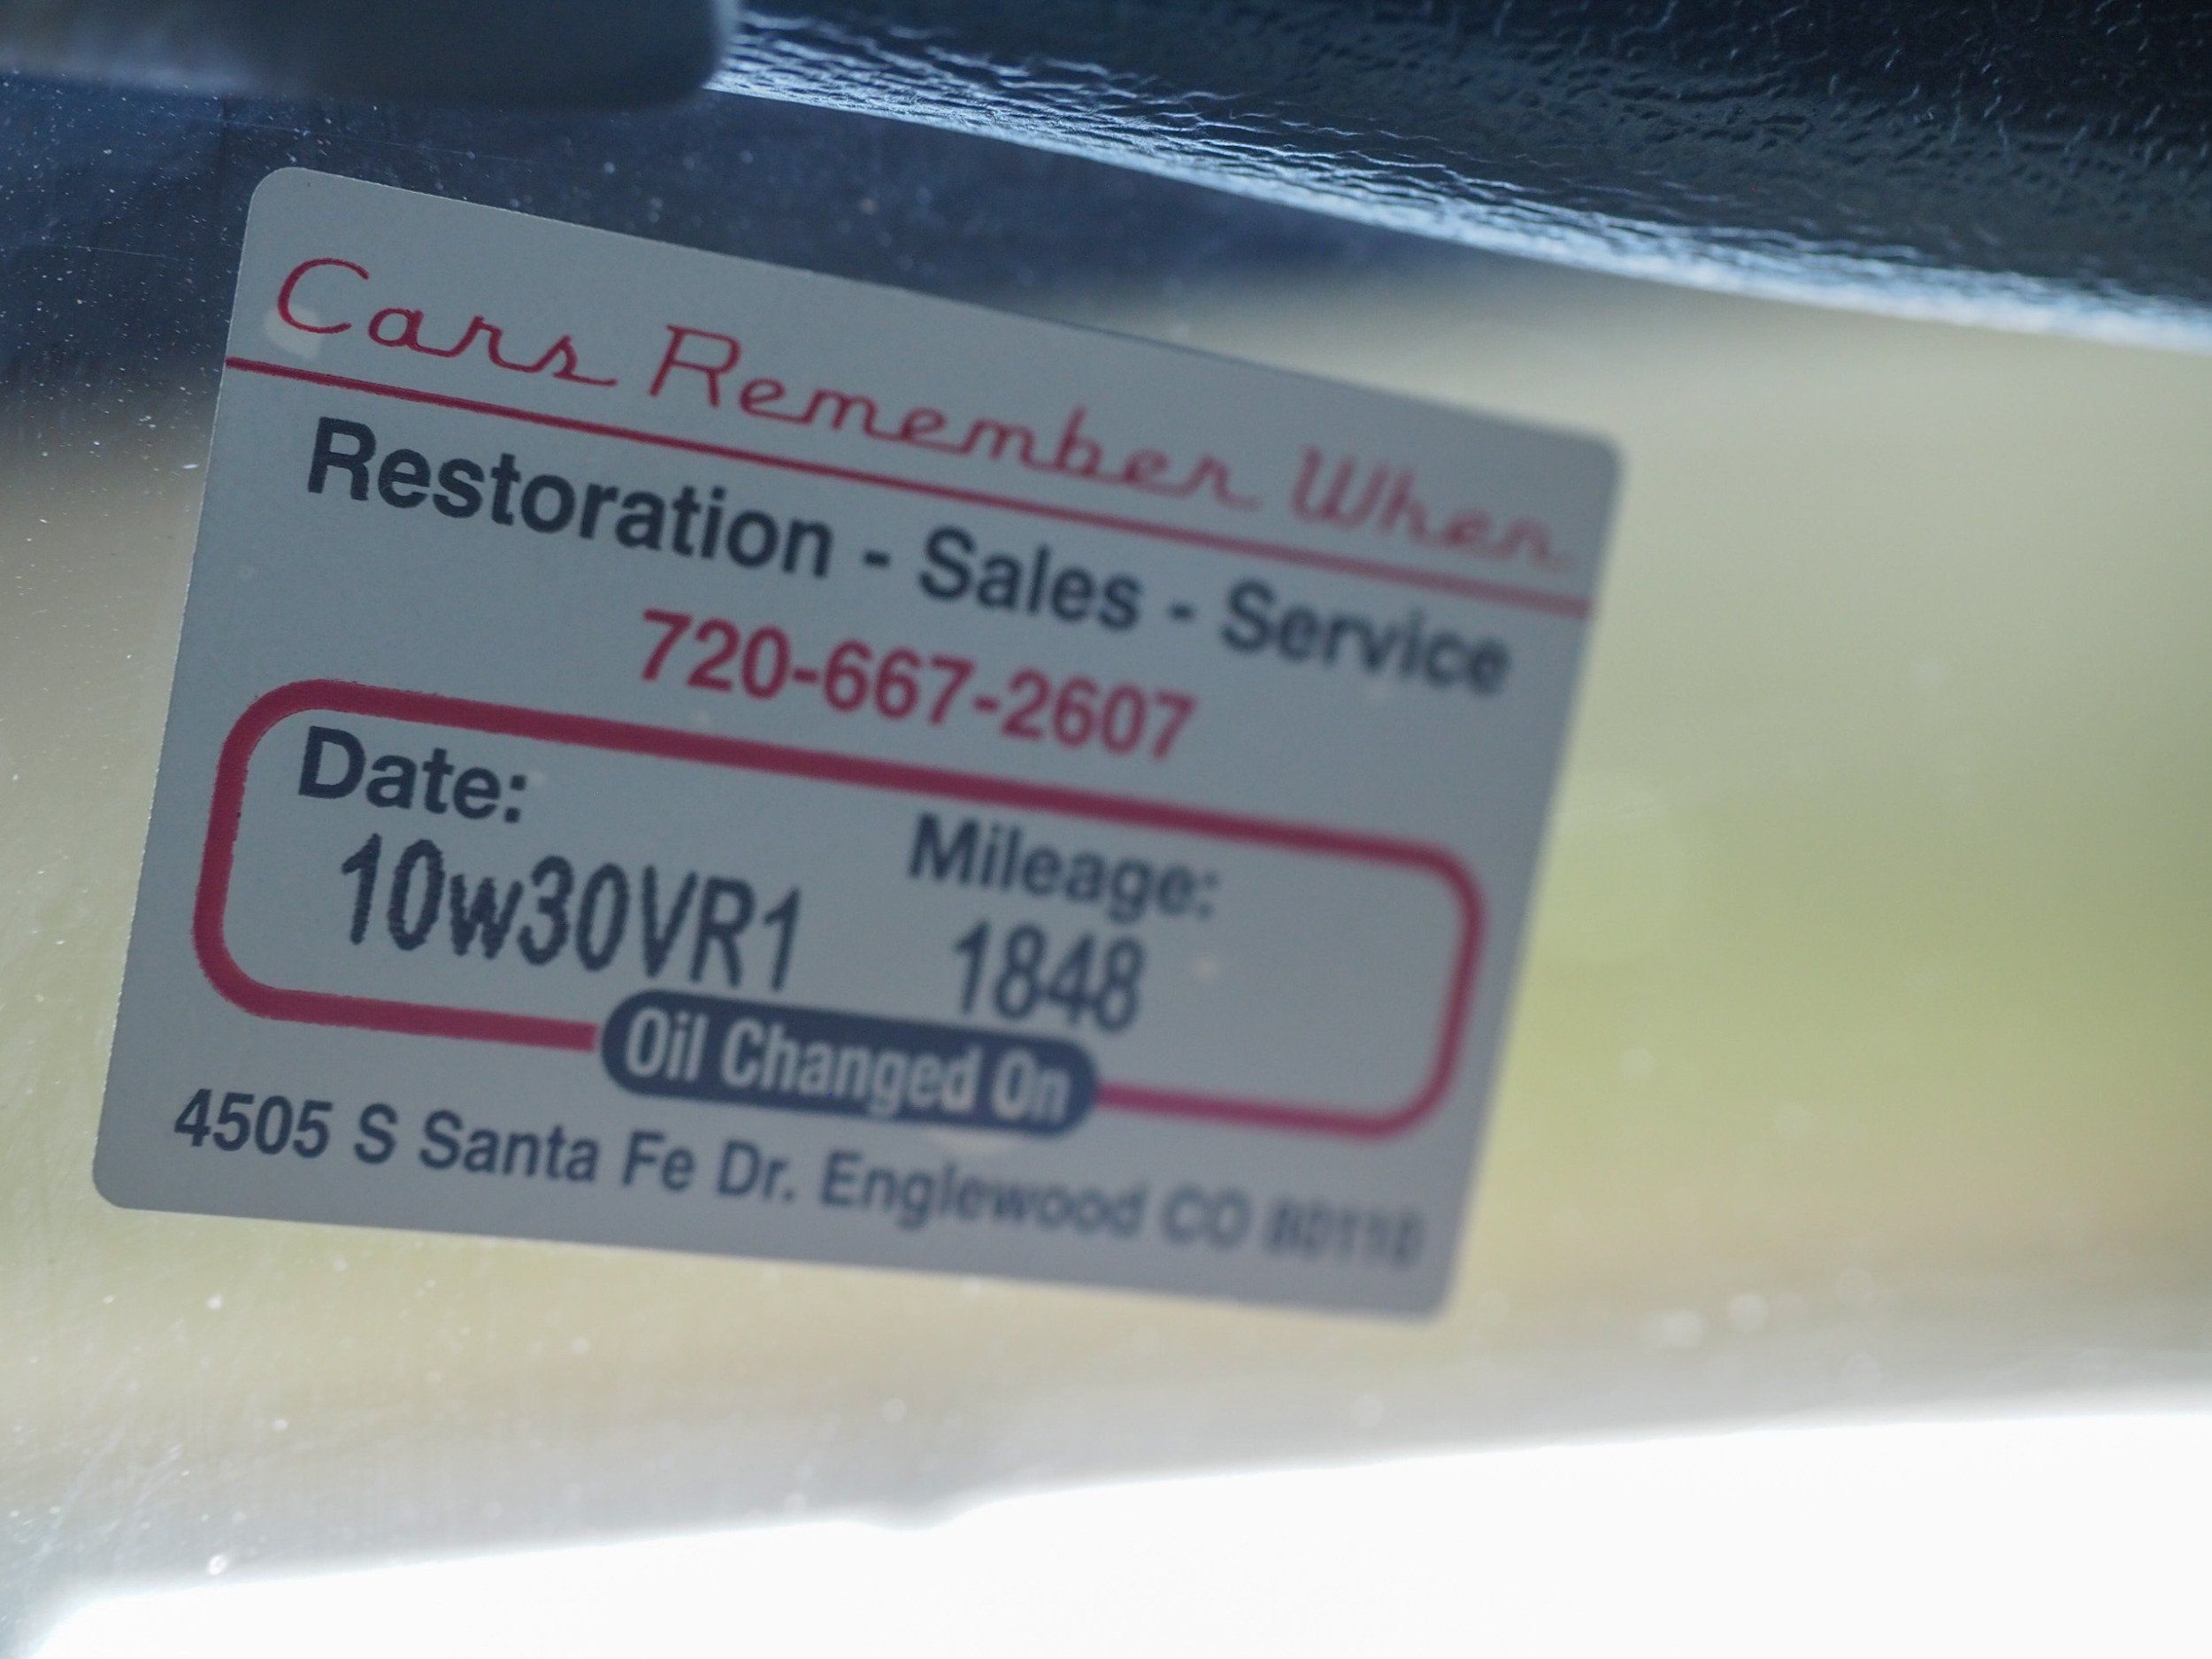 Cars Remember When
Restoration - Sales - Service
720-667-2607
Date:
Mileage:
10w30VR1
1848
Oil Changed On
4505 S Santa Fe Dr. Englewood CO 80110